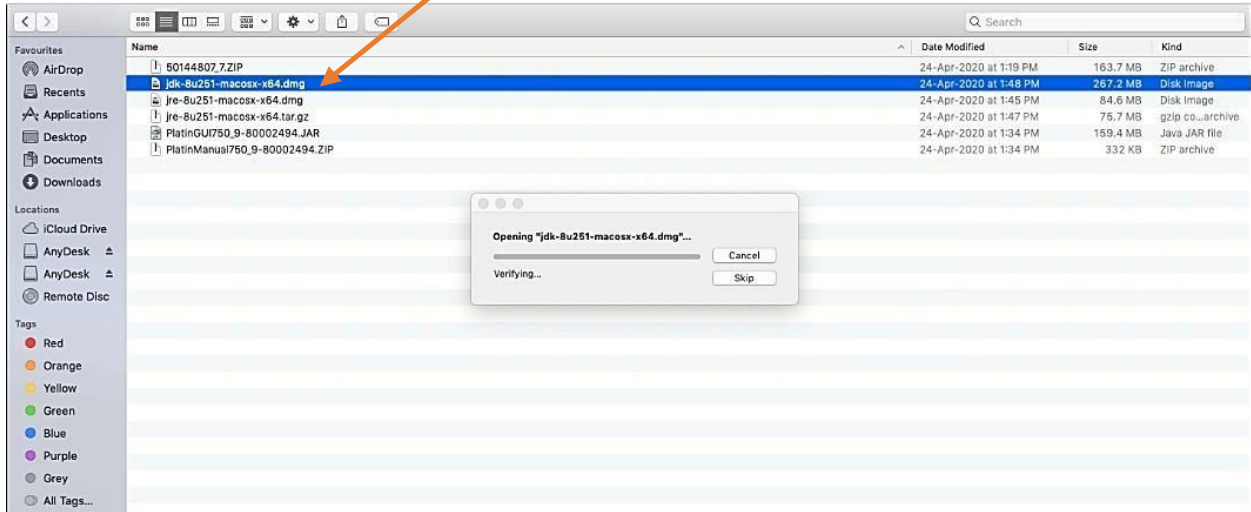 Search
Favourites
AirDrop
Recents
Applications
Desktop
Documents
Downloads
Locations
iCloud Drive
AnyDesk
AnyDesk
Remote Disc
Tags
Red
Orange
Yellow
Green
Blue
Purple
Grey
All Tags...
Name Date Modified Size Kind
50144807_7.ZIP 24-Apr-2020 at 1:19 PM 163.7 MB ZIP archive
jdk-8u251-macosx-x64.dmg 24-Apr-2020 at 1:48 PM 267.2 MB Disk Image
jre-8u251-macosx-x64.dmg 24-Apr-2020 at 1:45 PM 84.6 MB Disk Image
jre-8u251-macosx-x64.tar.gz 24-Apr-2020 at 1:47 PM 75.7 MB gzip co...archive
PlatinGUI750_9-80002494.JAR 24-Apr-2020 at 1:34 PM 159.4 MB Java JAR file
PlatinManual750_9-80002494.ZIP 24-Apr-2020 at 1:34 PM 332 KB ZIP archive
Opening "jdk-8u251-macosx-x64.dmg"...
Cancel
Verifying...
Skip